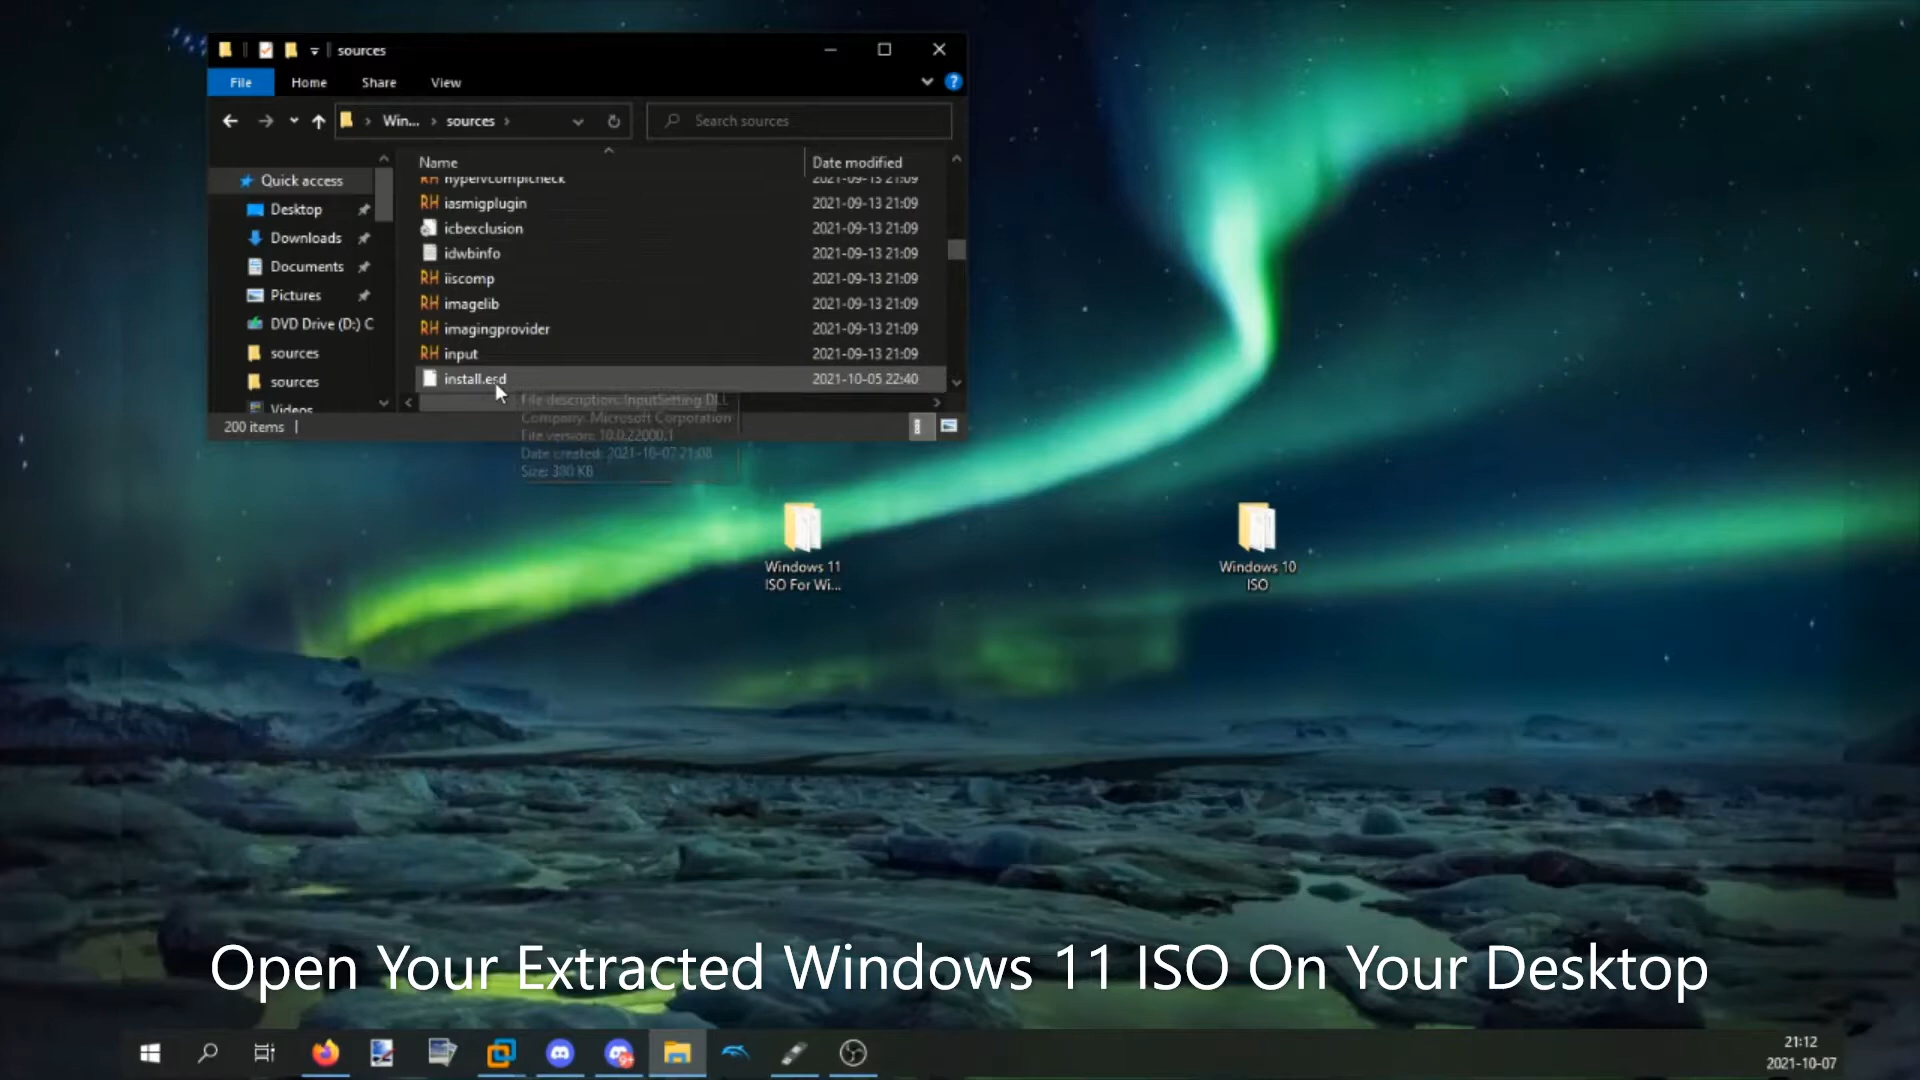 sources
File Home Share View
Win... sources
Search sources
Name Date modified
Quick access
Desktop
Downloads
Documents
Pictures
DVD Drive (D:) C
sources
sources
Videos
hypervcomplcheck 2021-09-13 21:09
iasmigplugin 2021-09-13 21:09
icbexclusion 2021-09-13 21:09
idwbinfo 2021-09-13 21:09
iiscomp 2021-09-13 21:09
imagelib 2021-09-13 21:09
imagingprovider 2021-09-13 21:09
input 2021-09-13 21:09
install.esd 2021-10-05 22:40
File description: InputSetting DLL
Company: Microsoft Corporation
File version: 10.0.22000.1
Date created: 2021-10-07 21:08
Size: 380 KB
200 items
Windows 11
ISO For Wi...
Windows 10
ISO
Open Your Extracted Windows 11 ISO On Your Desktop
21:12
2021-10-07